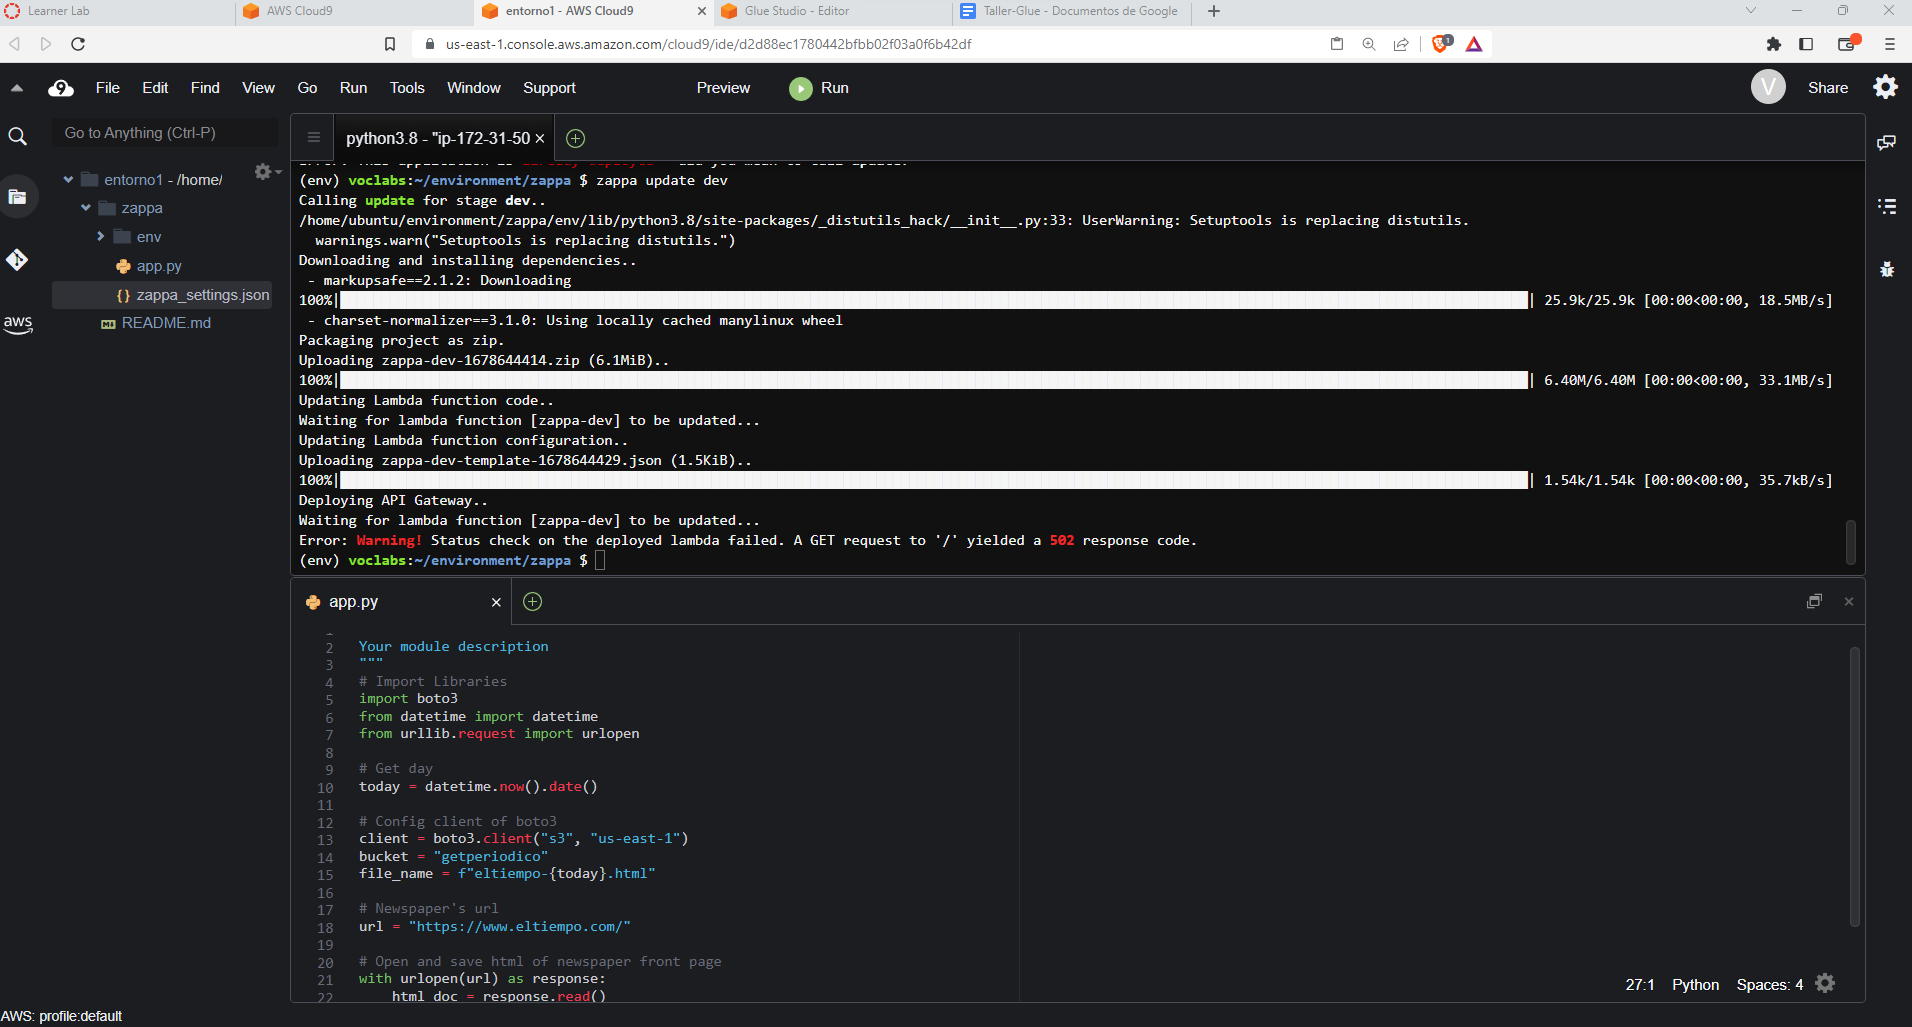 Learner Lab
AWS Cloud9
entorno1 - AWS Cloud9
Glue Studio - Editor
Taller-Glue - Documentos de Google
us-east-1.console.aws.amazon.com/cloud9/ide/d2d88ec1780442bfbb02f03a0f6b42df
1
9
File Edit Find View Go Run Tools Window Support Preview Run
V
Share
Go to Anything (Ctrl-P)
entorno1 - /home/
zappa
env
app.py
{} zappa_settings.json
README.md
aws
python3.8 - "ip-172-31-50
(env) voclabs:~/environment/zappa $ zappa update dev
Calling update for stage dev..
/home/ubuntu/environment/zappa/env/lib/python3.8/site-packages/_distutils_hack/__init__.py:33: UserWarning: Setuptools is replacing distutils.
warnings.warn("Setuptools is replacing distutils.")
Downloading and installing dependencies..
- markupsafe==2.1.2: Downloading
100%| | 25.9k/25.9k [00:00<00:00, 18.5MB/s]
- charset-normalizer==3.1.0: Using locally cached manylinux wheel
Packaging project as zip.
Uploading zappa-dev-1678644414.zip (6.1MiB)..
100%| | 6.40M/6.40M [00:00<00:00, 33.1MB/s]
Updating Lambda function code..
Waiting for lambda function [zappa-dev] to be updated...
Updating Lambda function configuration..
Uploading zappa-dev-template-1678644429.json (1.5KiB)..
100%| | 1.54k/1.54k [00:00<00:00, 35.7kB/s]
Deploying API Gateway..
Waiting for lambda function [zappa-dev] to be updated...
Error: Warning! Status check on the deployed lambda failed. A GET request to '/' yielded a 502 response code.
(env) voclabs:~/environment/zappa $
app.py
2 Your module description
3 """
4 # Import Libraries
5 import boto3
6 from datetime import datetime
7 from urllib.request import urlopen
8
9 # Get day
10 today = datetime.now().date()
11
12 # Config client of boto3
13 client = boto3.client("s3", "us-east-1")
14 bucket = "getperiodico"
15 file_name = f"eltiempo-{today}.html"
16
17 # Newspaper's url
18 url = "https://www.eltiempo.com/"
19
20 # Open and save html of newspaper front page
21 with urlopen(url) as response:
22 html_doc = response.read()
27:1 Python Spaces: 4
AWS: profile:default